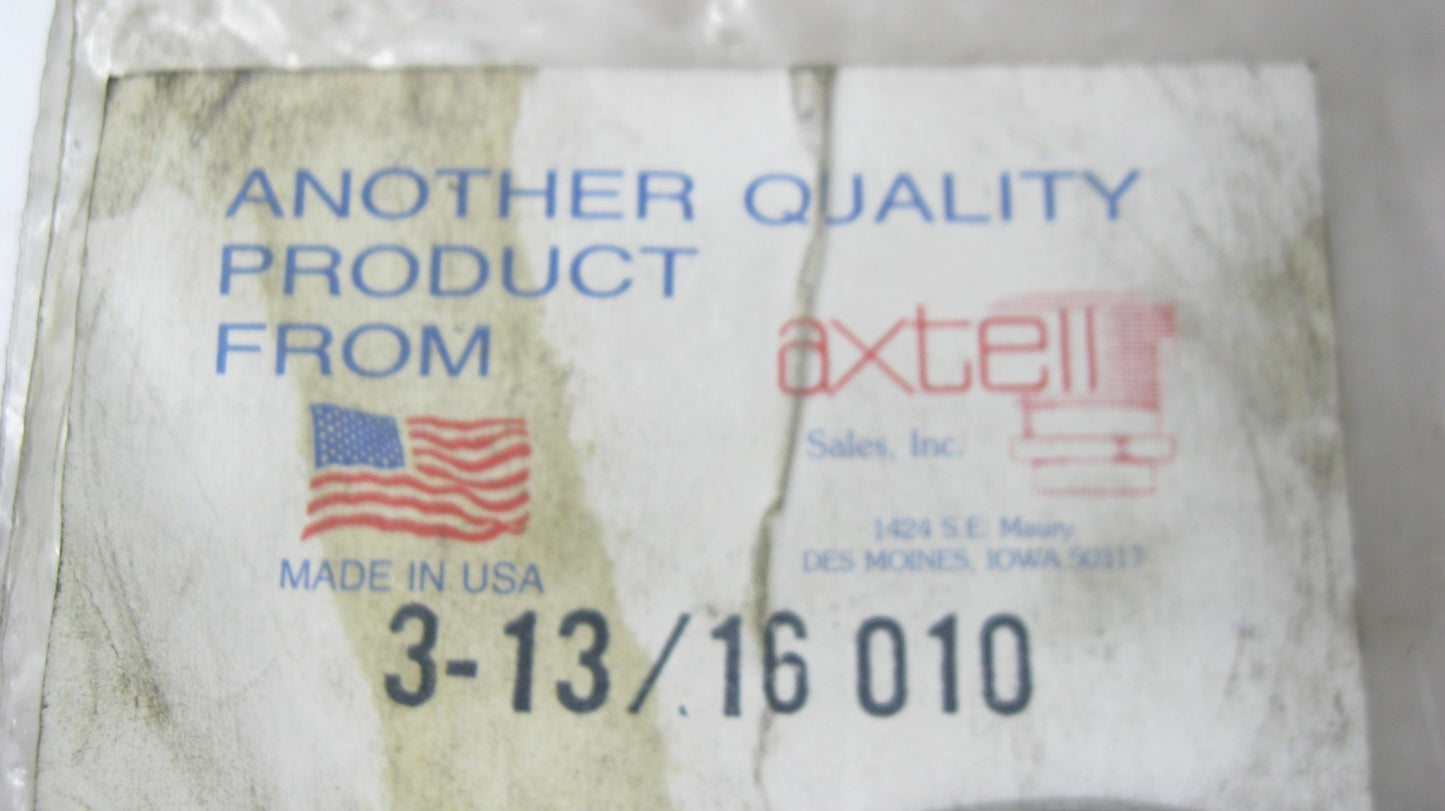 ANOTHER QUALITY
PRODUCT
FROM
axtell
Sales, Inc.
1424 S.E. Maury
DES MOINES, IOWA 50317
MADE IN USA
3-13/16 010